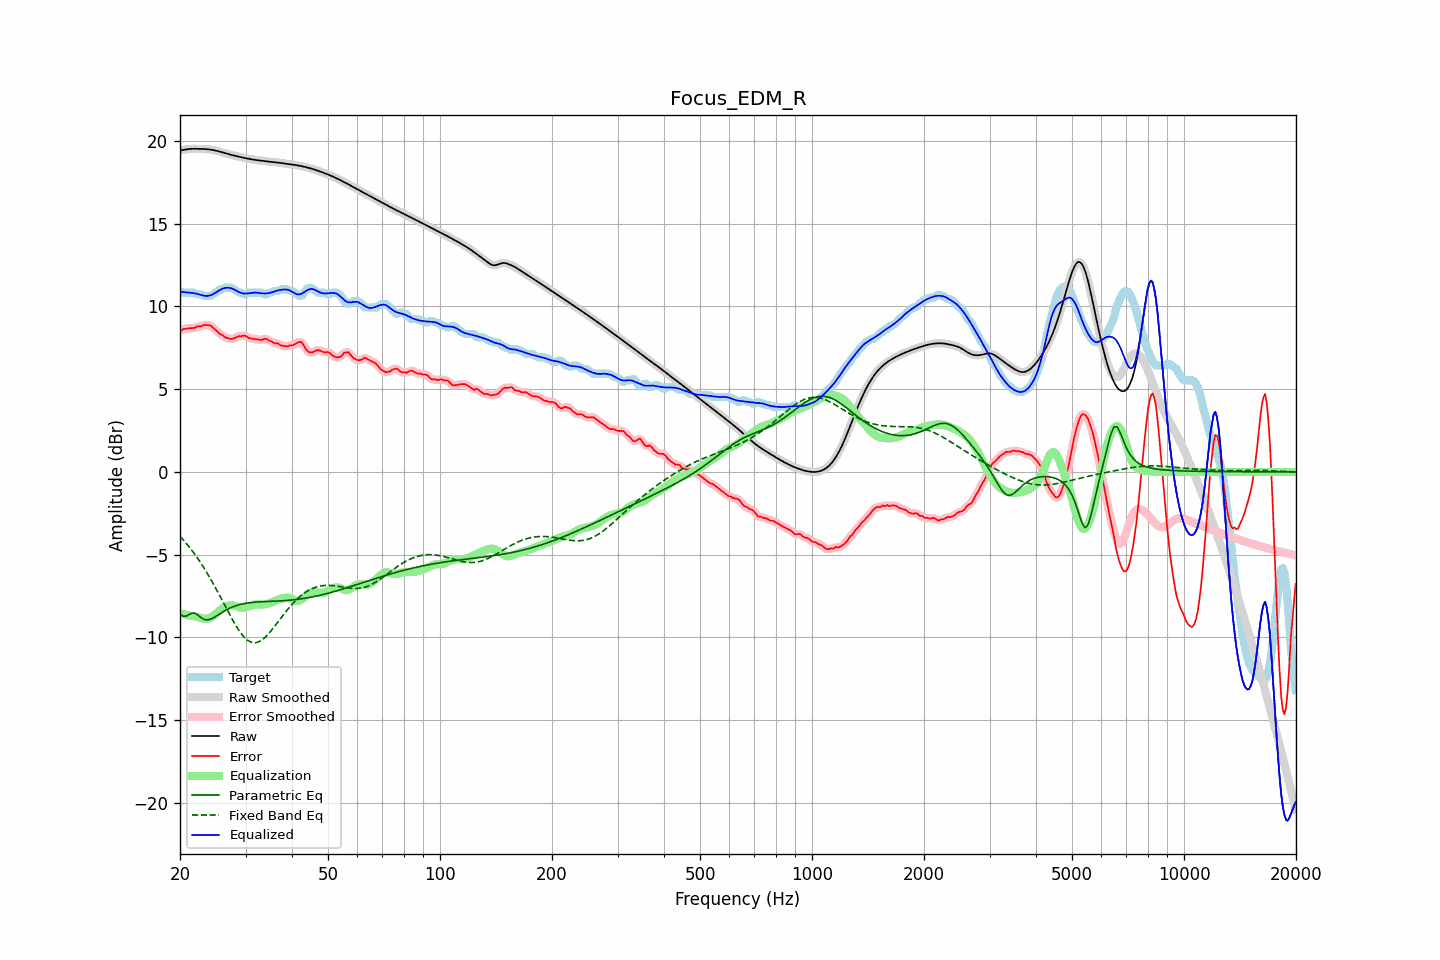 Focus_EDM_R
Amplitude (dBr)
20
15
10
5
0
−5
−10
−15
−20
Target
Raw Smoothed
Error Smoothed
Raw
Error
Equalization
Parametric Eq
Fixed Band Eq
Equalized
20 50 100 200 500 1000 2000 5000 10000 20000
Frequency (Hz)